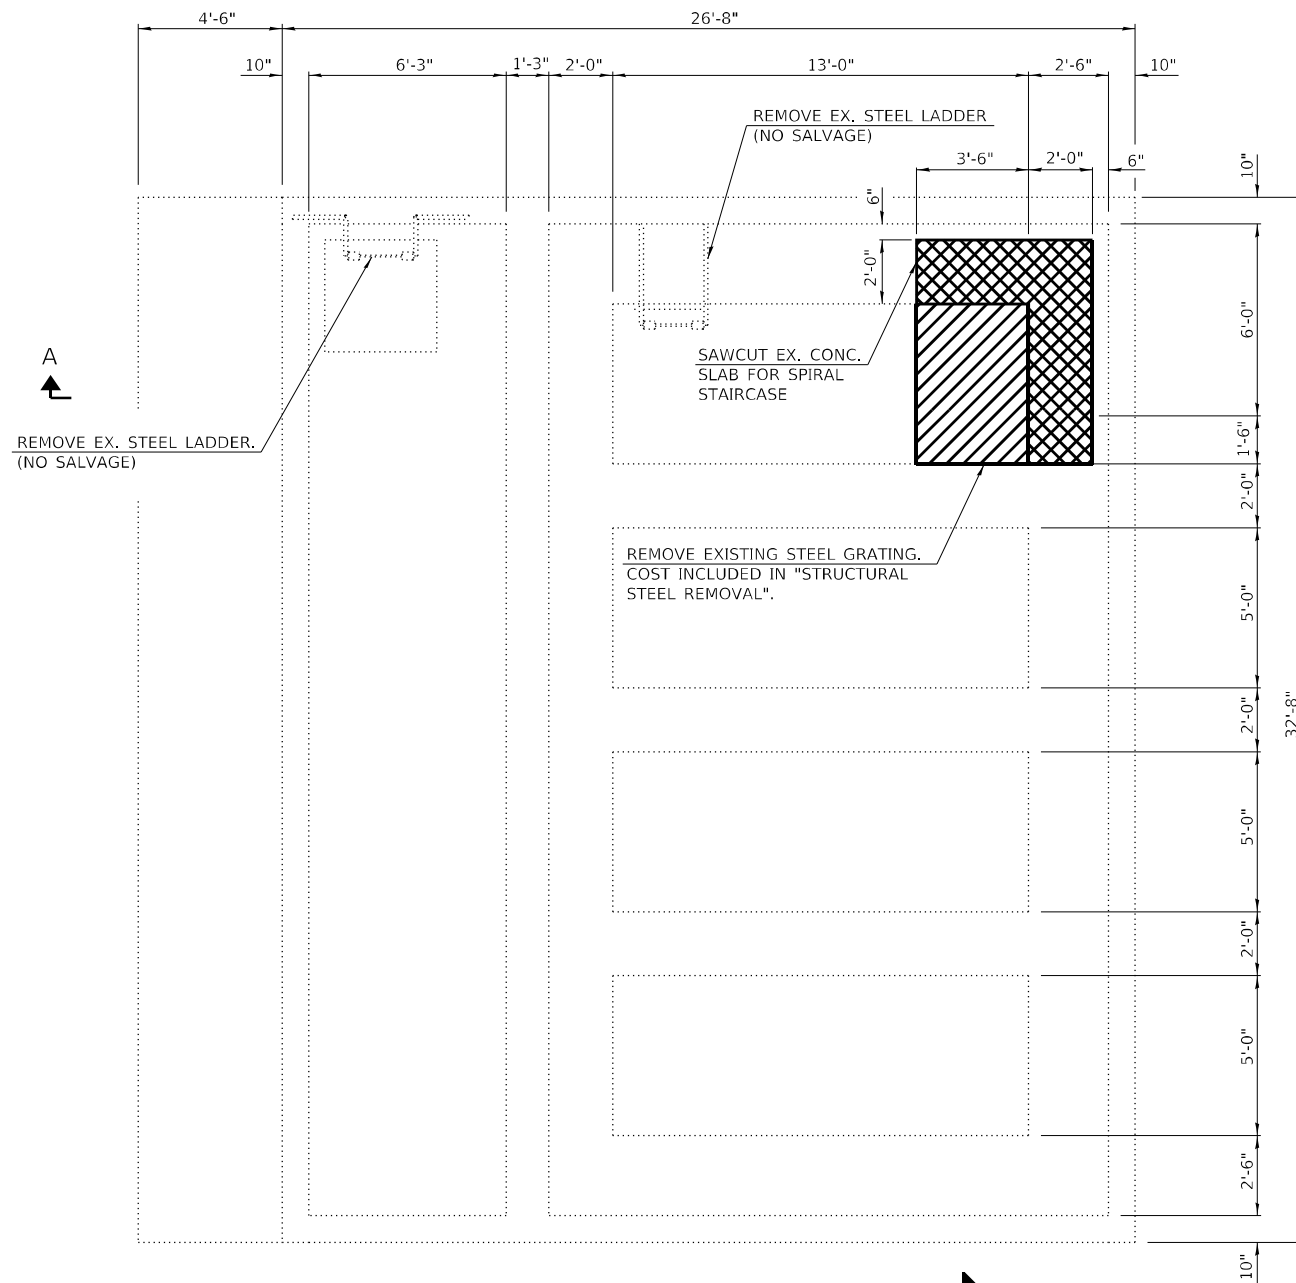 4'-6"
26'-8"
10"
6'-3"
1'-3"
2'-0"
13'-0"
2'-6"
10"
REMOVE EX. STEEL LADDER
(NO SALVAGE)
3'-6"
2'-0"
6"
10"
6"
2'-0"
6'-0"
A
SAWCUT EX. CONC.
SLAB FOR SPIRAL
STAIRCASE
REMOVE EX. STEEL LADDER.
(NO SALVAGE)
1'-6"
2'-0"
REMOVE EXISTING STEEL GRATING.
COST INCLUDED IN "STRUCTURAL
STEEL REMOVAL".
5'-0"
2'-0"
32'-8"
5'-0"
2'-0"
5'-0"
2'-6"
10"